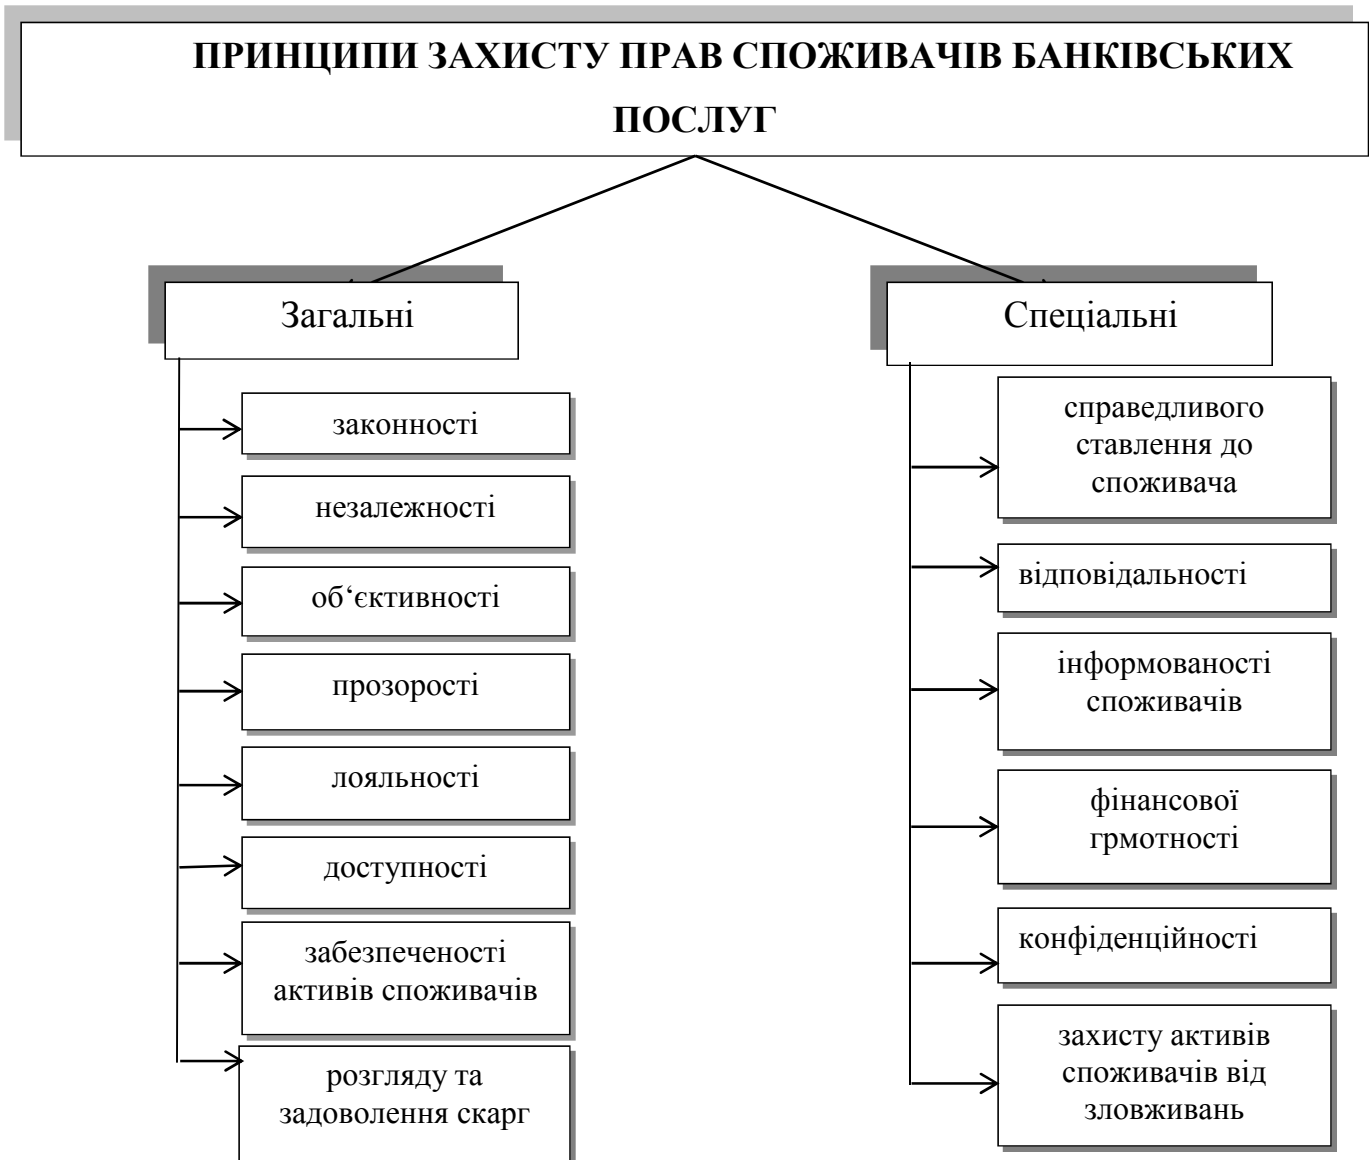 ПРИНЦИПИ ЗАХИСТУ ПРАВ СПОЖИВАЧІВ БАНКІВСЬКИХ
ПОСЛУГ
Загальні
законності
незалежності
об‘єктивності
прозорості
лояльності
доступності
забезпеченості
активів споживачів
розгляду та
задоволення скарг
Спеціальні
справедливого
ставлення до
споживача
відповідальності
інформованості
споживачів
фінансової
грмотності
конфіденційності
захисту активів
споживачів від
зловживань